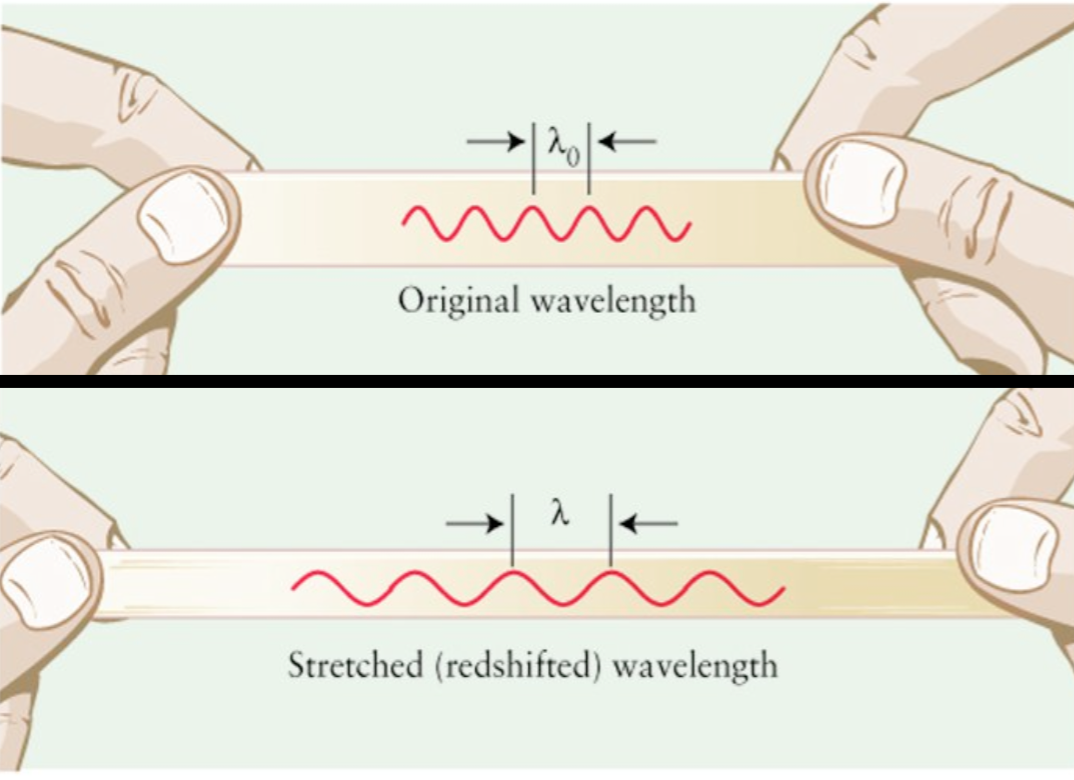 λ₀
Original wavelength
λ
Stretched (redshifted) wavelength